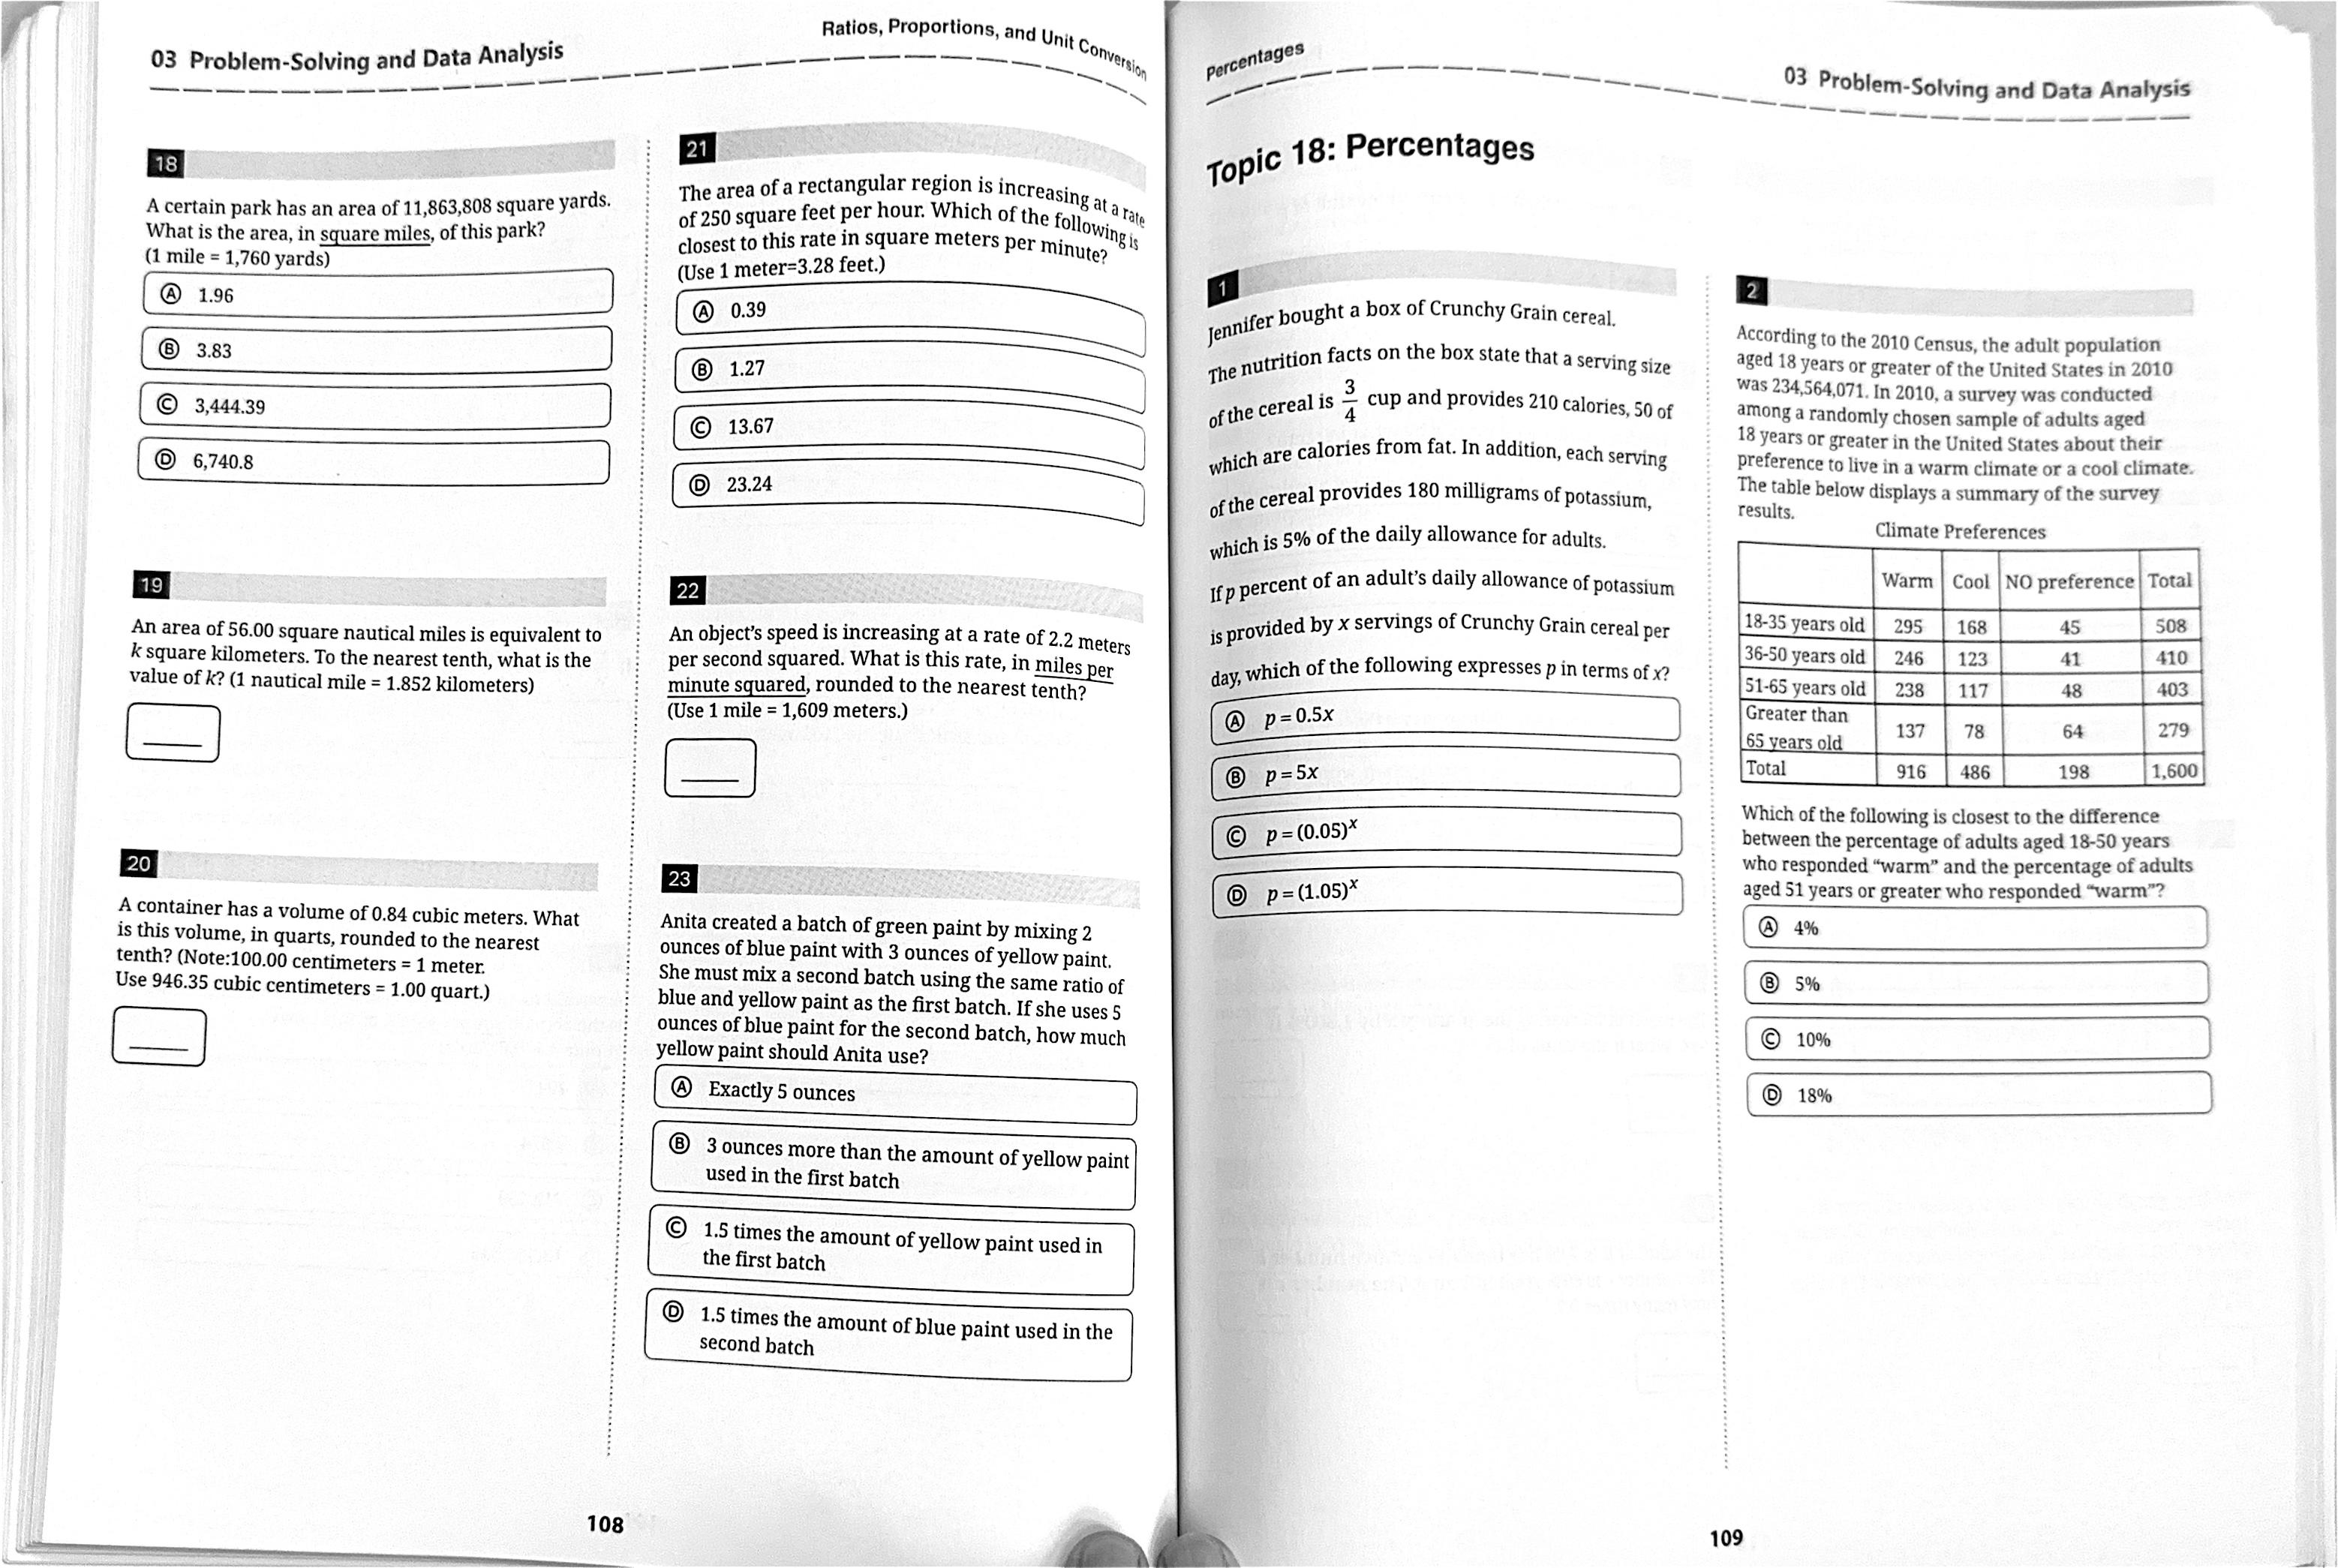 03 Problem-Solving and Data Analysis
Ratios, Proportions, and Unit Conversion
18
A certain park has an area of 11,863,808 square yards.
What is the area, in square miles, of this park?
(1 mile = 1,760 yards)
Ⓐ 1.96
Ⓑ 3.83
Ⓒ 3,444.39
Ⓓ 6,740.8
19
An area of 56.00 square nautical miles is equivalent to
k square kilometers. To the nearest tenth, what is the
value of k? (1 nautical mile = 1.852 kilometers)
20
A container has a volume of 0.84 cubic meters. What
is this volume, in quarts, rounded to the nearest
tenth? (Note:100.00 centimeters = 1 meter.
Use 946.35 cubic centimeters = 1.00 quart.)
21
The area of a rectangular region is increasing at a rate
of 250 square feet per hour. Which of the following is
closest to this rate in square meters per minute?
(Use 1 meter=3.28 feet.)
Ⓐ 0.39
Ⓑ 1.27
Ⓒ 13.67
Ⓓ 23.24
22
An object's speed is increasing at a rate of 2.2 meters
per second squared. What is this rate, in miles per
minute squared, rounded to the nearest tenth?
(Use 1 mile = 1,609 meters.)
23
Anita created a batch of green paint by mixing 2
ounces of blue paint with 3 ounces of yellow paint.
She must mix a second batch using the same ratio of
blue and yellow paint as the first batch. If she uses 5
ounces of blue paint for the second batch, how much
yellow paint should Anita use?
Ⓐ Exactly 5 ounces
Ⓑ 3 ounces more than the amount of yellow paint
used in the first batch
Ⓒ 1.5 times the amount of yellow paint used in
the first batch
Ⓓ 1.5 times the amount of blue paint used in the
second batch
108
Percentages
03 Problem-Solving and Data Analysis
Topic 18: Percentages
1
Jennifer bought a box of Crunchy Grain cereal.
The nutrition facts on the box state that a serving size
of the cereal is 3/4 cup and provides 210 calories, 50 of
which are calories from fat. In addition, each serving
of the cereal provides 180 milligrams of potassium,
which is 5% of the daily allowance for adults.
If p percent of an adult's daily allowance of potassium
is provided by x servings of Crunchy Grain cereal per
day, which of the following expresses p in terms of x?
Ⓐ p = 0.5x
Ⓑ p = 5x
Ⓒ p = (0.05)^x
Ⓓ p = (1.05)^x
2
According to the 2010 Census, the adult population
aged 18 years or greater of the United States in 2010
was 234,564,071. In 2010, a survey was conducted
among a randomly chosen sample of adults aged
18 years or greater in the United States about their
preference to live in a warm climate or a cool climate.
The table below displays a summary of the survey
results.
Climate Preferences
Warm Cool NO preference Total
18-35 years old 295 168 45 508
36-50 years old 246 123 41 410
51-65 years old 238 117 48 403
Greater than
65 years old 137 78 64 279
Total 916 486 198 1,600
Which of the following is closest to the difference
between the percentage of adults aged 18-50 years
who responded “warm” and the percentage of adults
aged 51 years or greater who responded “warm”?
Ⓐ 4%
Ⓑ 5%
Ⓒ 10%
Ⓓ 18%
109